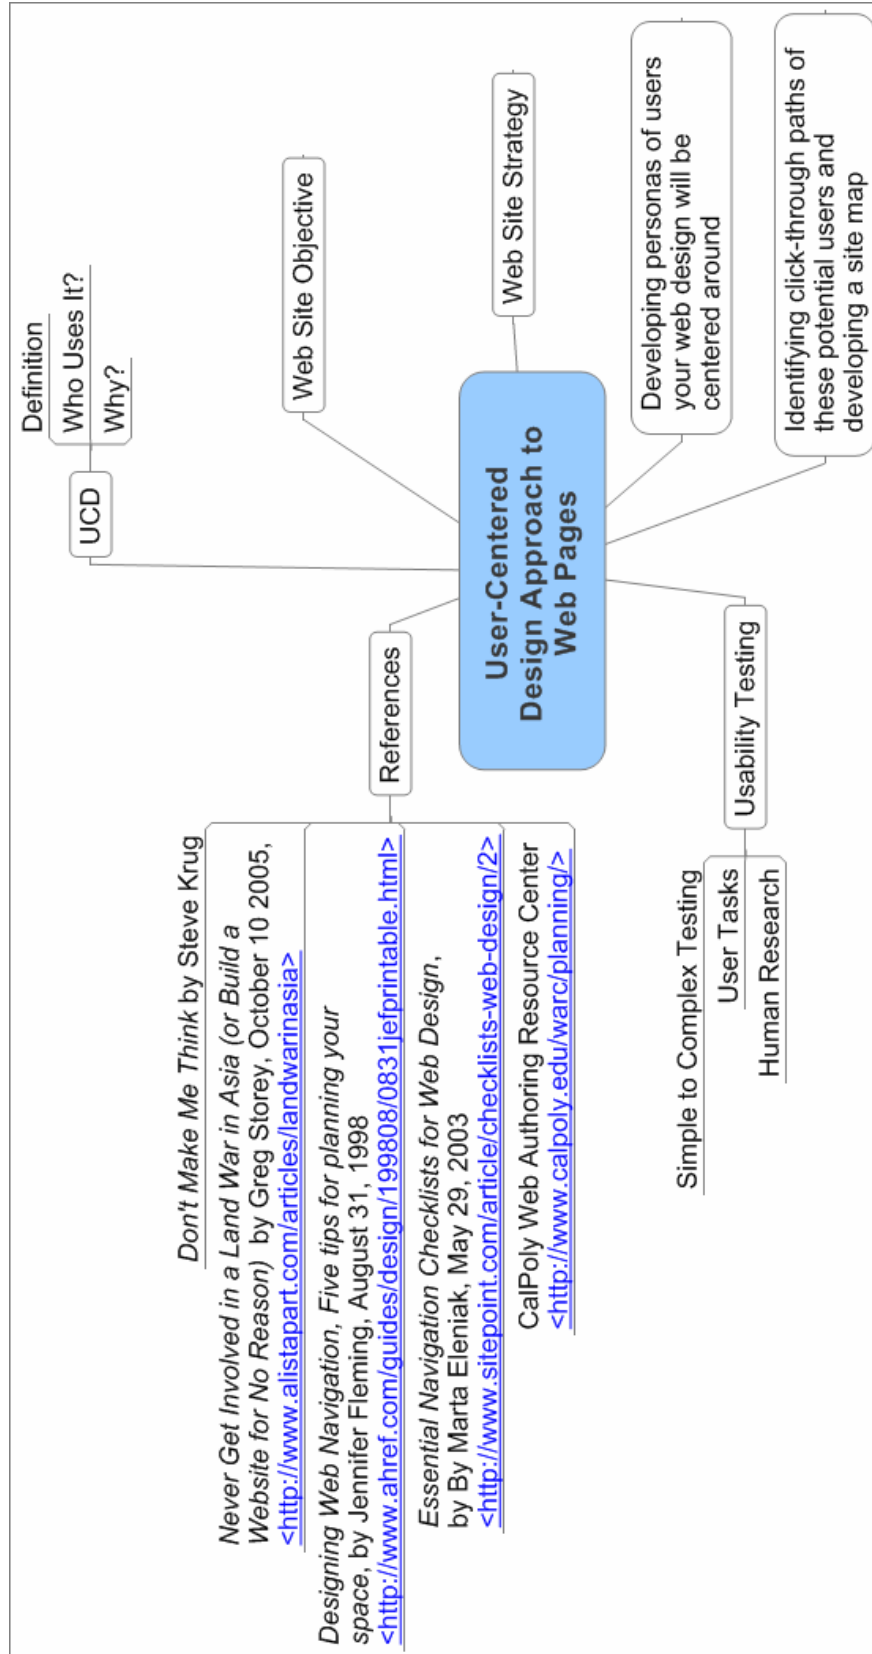 User-Centered
Design Approach to
Web Pages
UCD
Definition
Who Uses It?
Why?
Web Site Objective
Web Site Strategy
Developing personas of users
your web design will be
centered around
Identifying click-through paths of
these potential users and
developing a site map
Usability Testing
Simple to Complex Testing
User Tasks
Human Research
References
Don't Make Me Think by Steve Krug
Never Get Involved in a Land War in Asia (or Build a
Website for No Reason) by Greg Storey, October 10 2005,
<http://www.alistapart.com/articles/landwarinasia>
Designing Web Navigation, Five tips for planning your
space, by Jennifer Fleming, August 31, 1998
<http://www.ahref.com/guides/design/199808/0831jefprintable.html>
Essential Navigation Checklists for Web Design,
by By Marta Eleniak, May 29, 2003
<http://www.sitepoint.com/article/checklists-web-design/2>
CalPoly Web Authoring Resource Center
<http://www.calpoly.edu/warc/planning/>